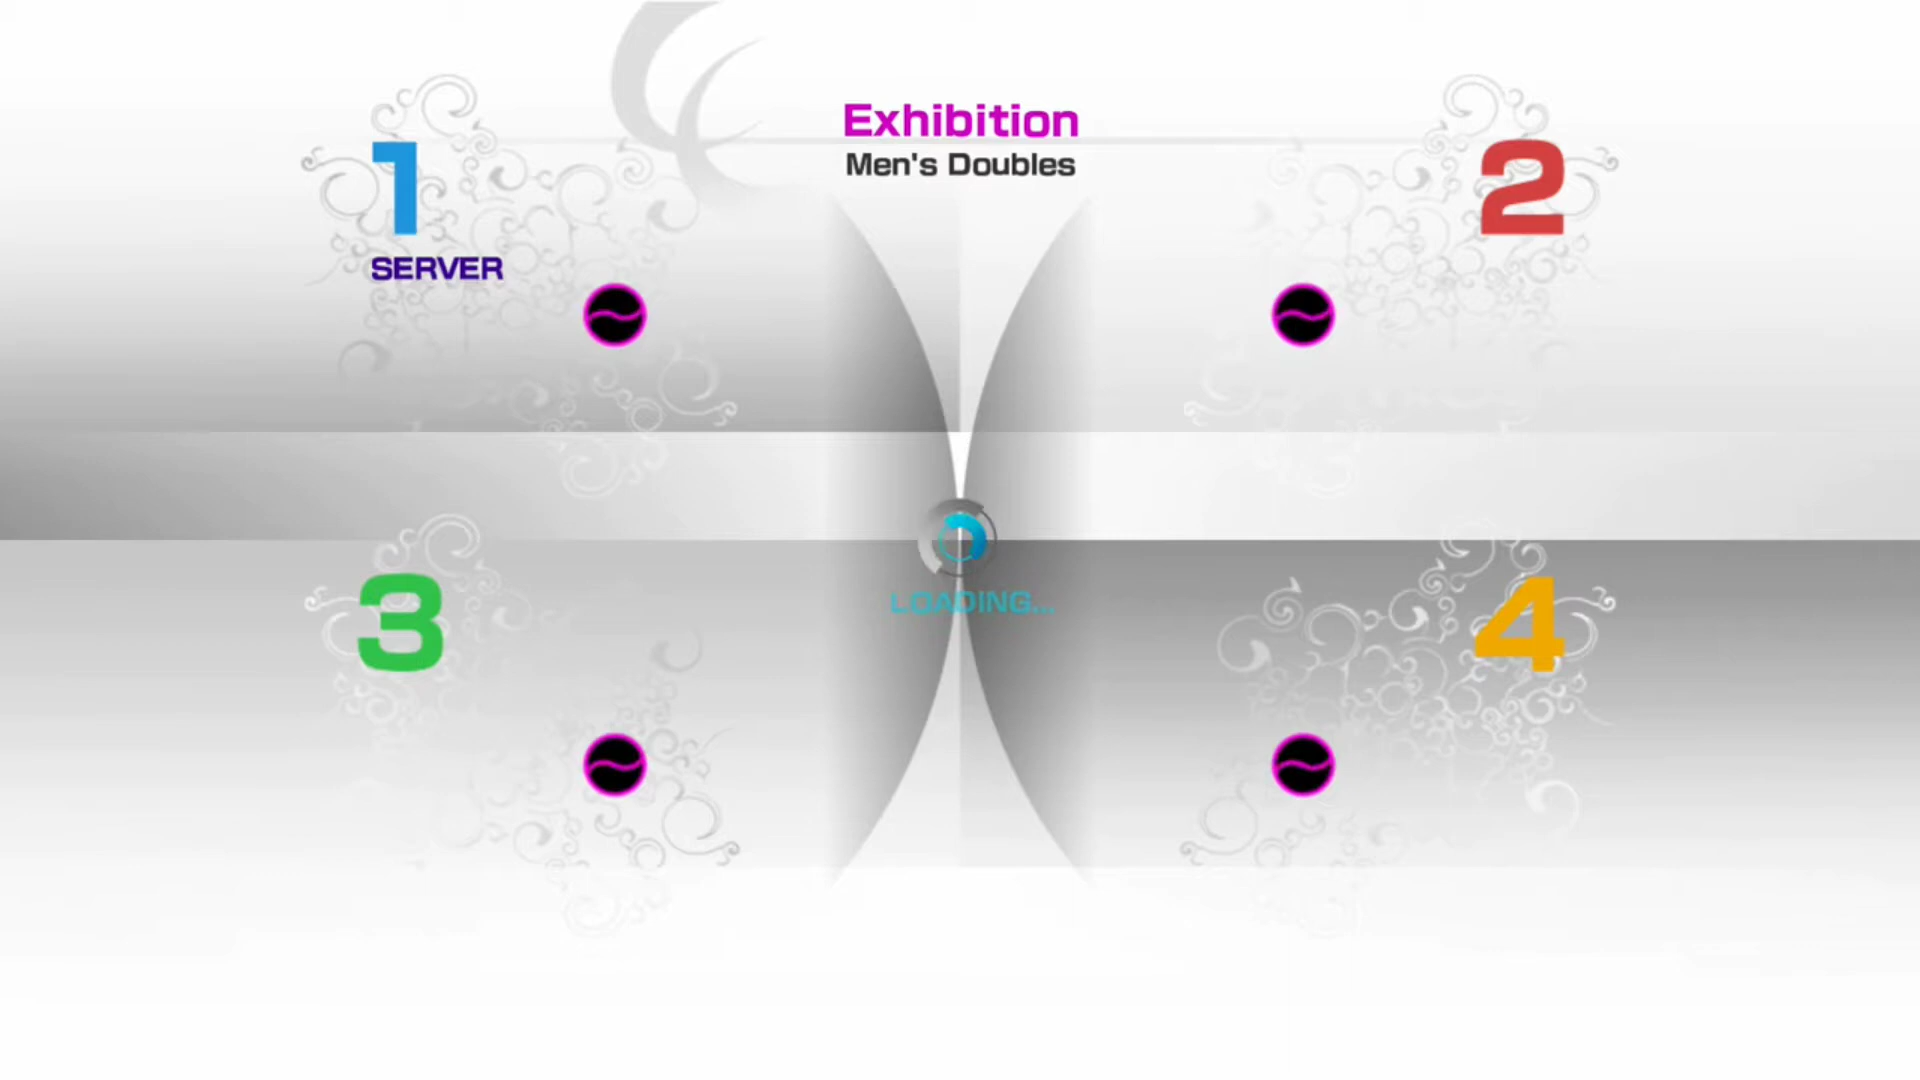 Exhibition
Men's Doubles
1
2
SERVER
LOADING...
3
4